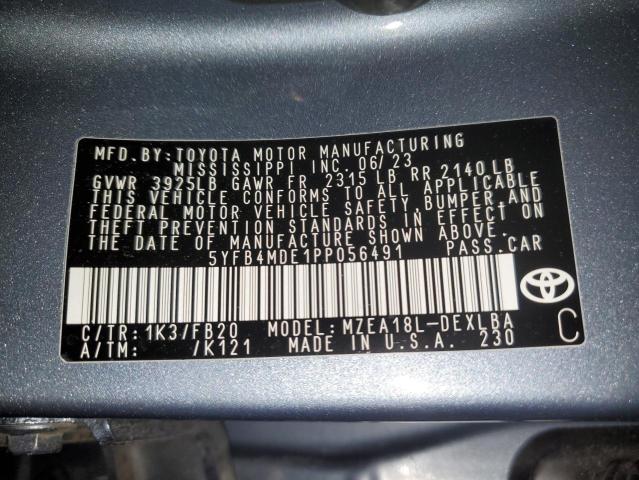 MFD.BY: TOYOTA MOTOR MANUFACTURING
MISSISSIPPI INC. 06/23
GVWR 3925LB GAWR FR 2315 LB RR 2140 LB
THIS VEHICLE CONFORMS TO ALL APPLICABLE
FEDERAL MOTOR VEHICLE SAFETY, BUMPER, AND
THEFT PREVENTION STANDARDS IN EFFECT ON
THE DATE OF MANUFACTURE SHOWN ABOVE.
5YFB4MDE1PP056491 PASS.CAR
C/TR: 1K3/FB20 MODEL: MZEA18L-DEXLBA
A/TM: /K121 MADE IN U.S.A. 230
C